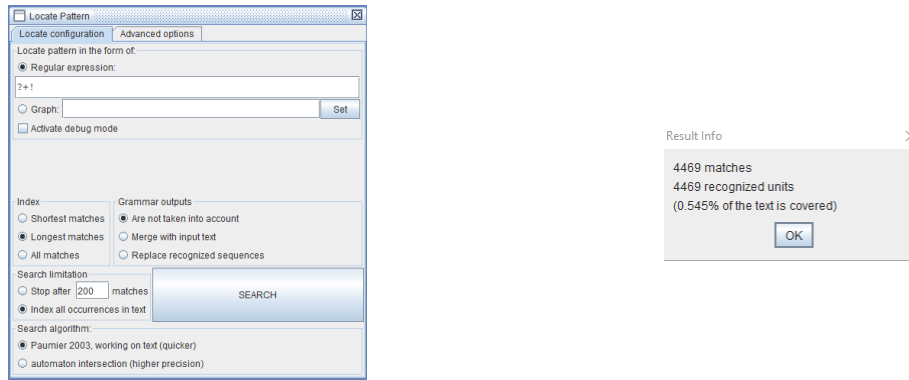 Locate Pattern
Locate configuration Advanced options
Locate pattern in the form of:
Regular expression:
?+!
Graph: Set
Activate debug mode
Index
Shortest matches
Longest matches
All matches
Grammar outputs
Are not taken into account
Merge with input text
Replace recognized sequences
Search limitation
Stop after 200 matches
Index all occurrences in text
SEARCH
Search algorithm:
Paumier 2003, working on text (quicker)
automaton intersection (higher precision)
Result Info
4469 matches
4469 recognized units
(0.545% of the text is covered)
OK